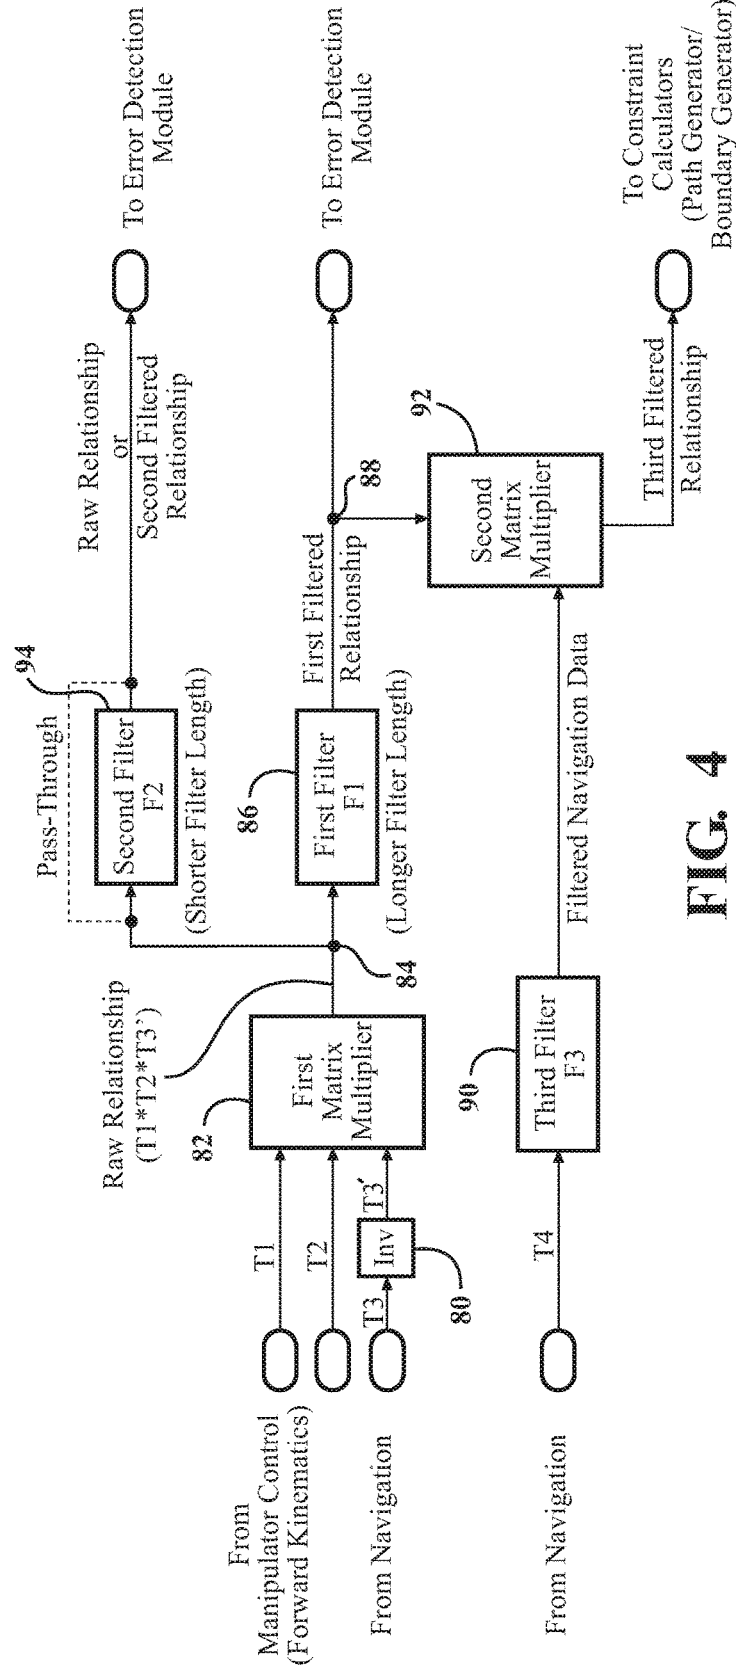 Raw Relationship
or
Second Filtered
Relationship
To Error Detection
Module
Pass-Through
94
Second Filter
F2
(Shorter Filter Length)
Raw Relationship
(T1*T2*T3')
From
Manipulator Control
(Forward Kinematics)
T1
T2
From Navigation
T3
Inv
80
T3'
82
First
Matrix
Multiplier
84
86
First Filter
F1
(Longer Filter Length)
First Filtered
Relationship
88
To Error Detection
Module
From Navigation
T4
90
Third Filter
F3
Filtered Navigation Data
92
Second
Matrix
Multiplier
Third Filtered
Relationship
To Constraint
Calculators
(Path Generator/
Boundary Generator)
FIG. 4